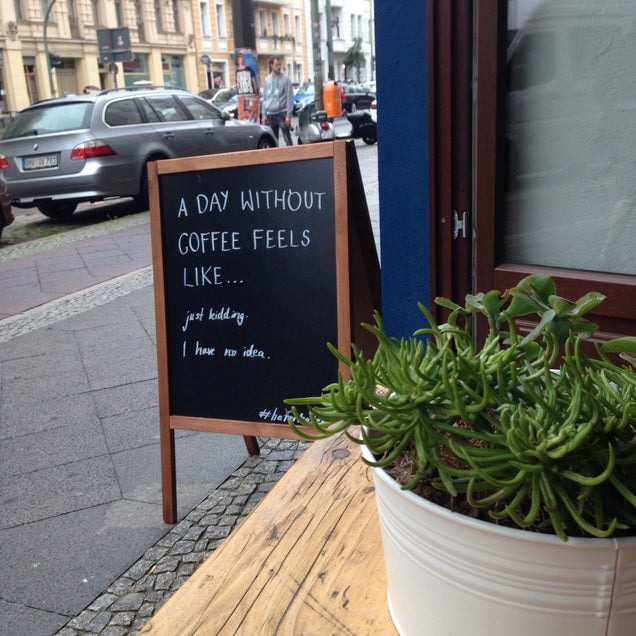 A DAY WITHOUT
COFFEE FEELS
LIKE...
just kidding.
I have no idea.